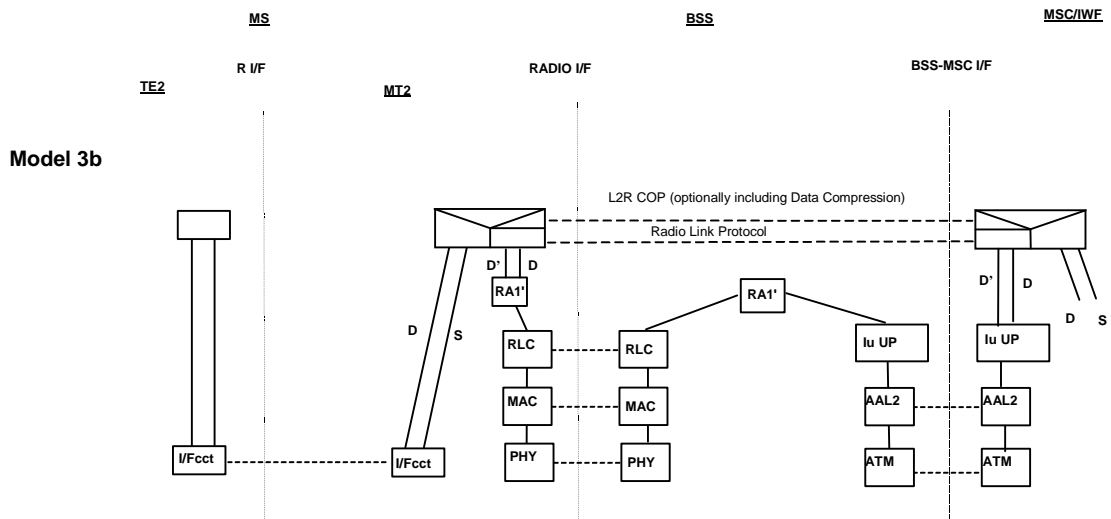 MS
BSS
MSC/IWF
R I/F
RADIO I/F
BSS-MSC I/F
TE2
MT2
Model 3b
L2R COP (optionally including Data Compression)
Radio Link Protocol
D’ D
D’ D
RA1'
RA1'
D S
D S
RLC
RLC
Iu UP
Iu UP
MAC
MAC
AAL2
AAL2
I/Fcct
I/Fcct
PHY
PHY
ATM
ATM